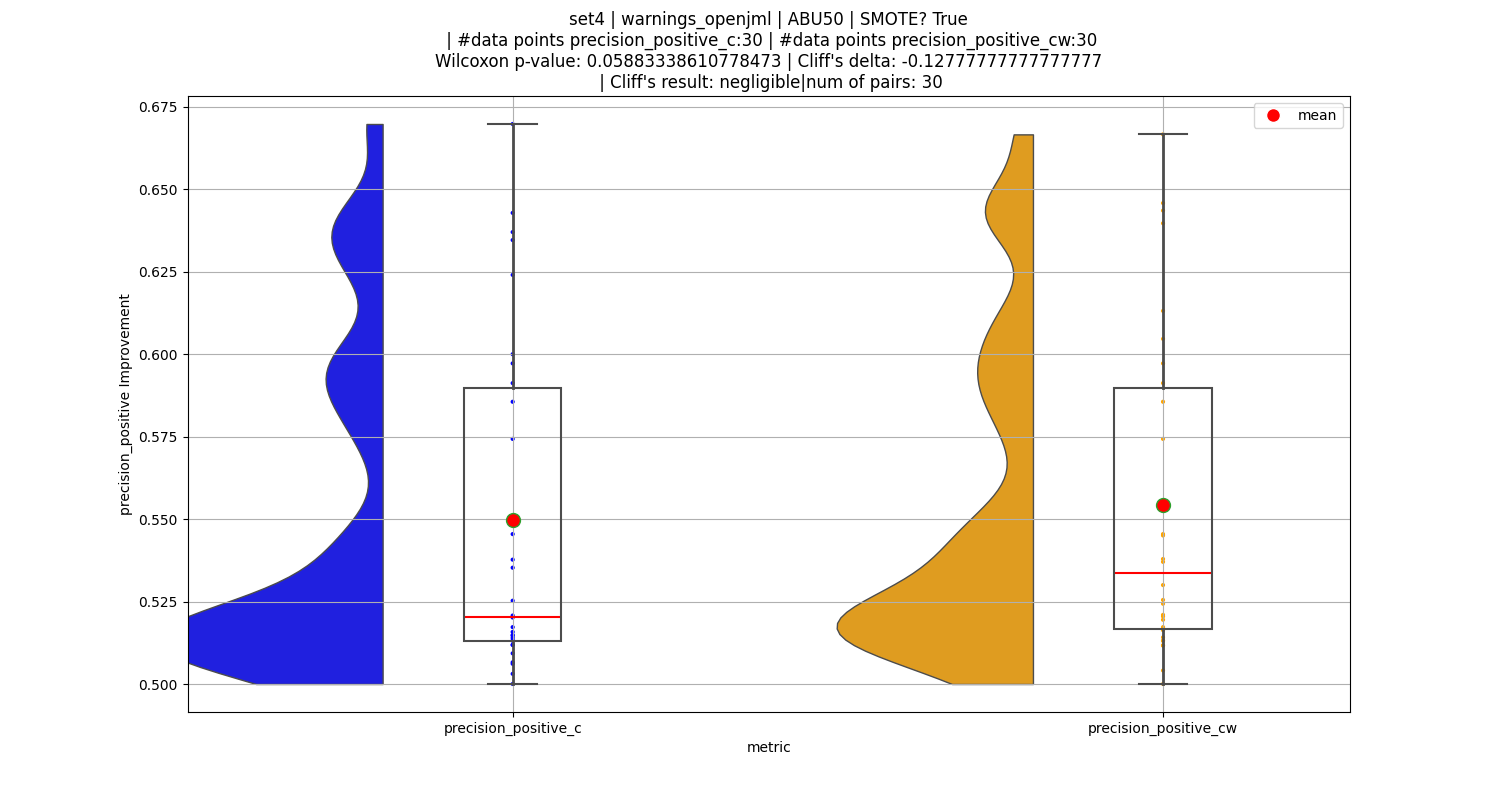 set4 | warnings_openjml | ABU50 | SMOTE? True
| #data points precision_positive_c:30 | #data points precision_positive_cw:30
Wilcoxon p-value: 0.05883338610778473 | Cliff's delta: -0.12777777777777777
| Cliff's result: negligible|num of pairs: 30
mean
0.675
0.650
0.625
0.600
0.575
0.550
0.525
0.500
precision_positive Improvement
precision_positive_c
precision_positive_cw
metric